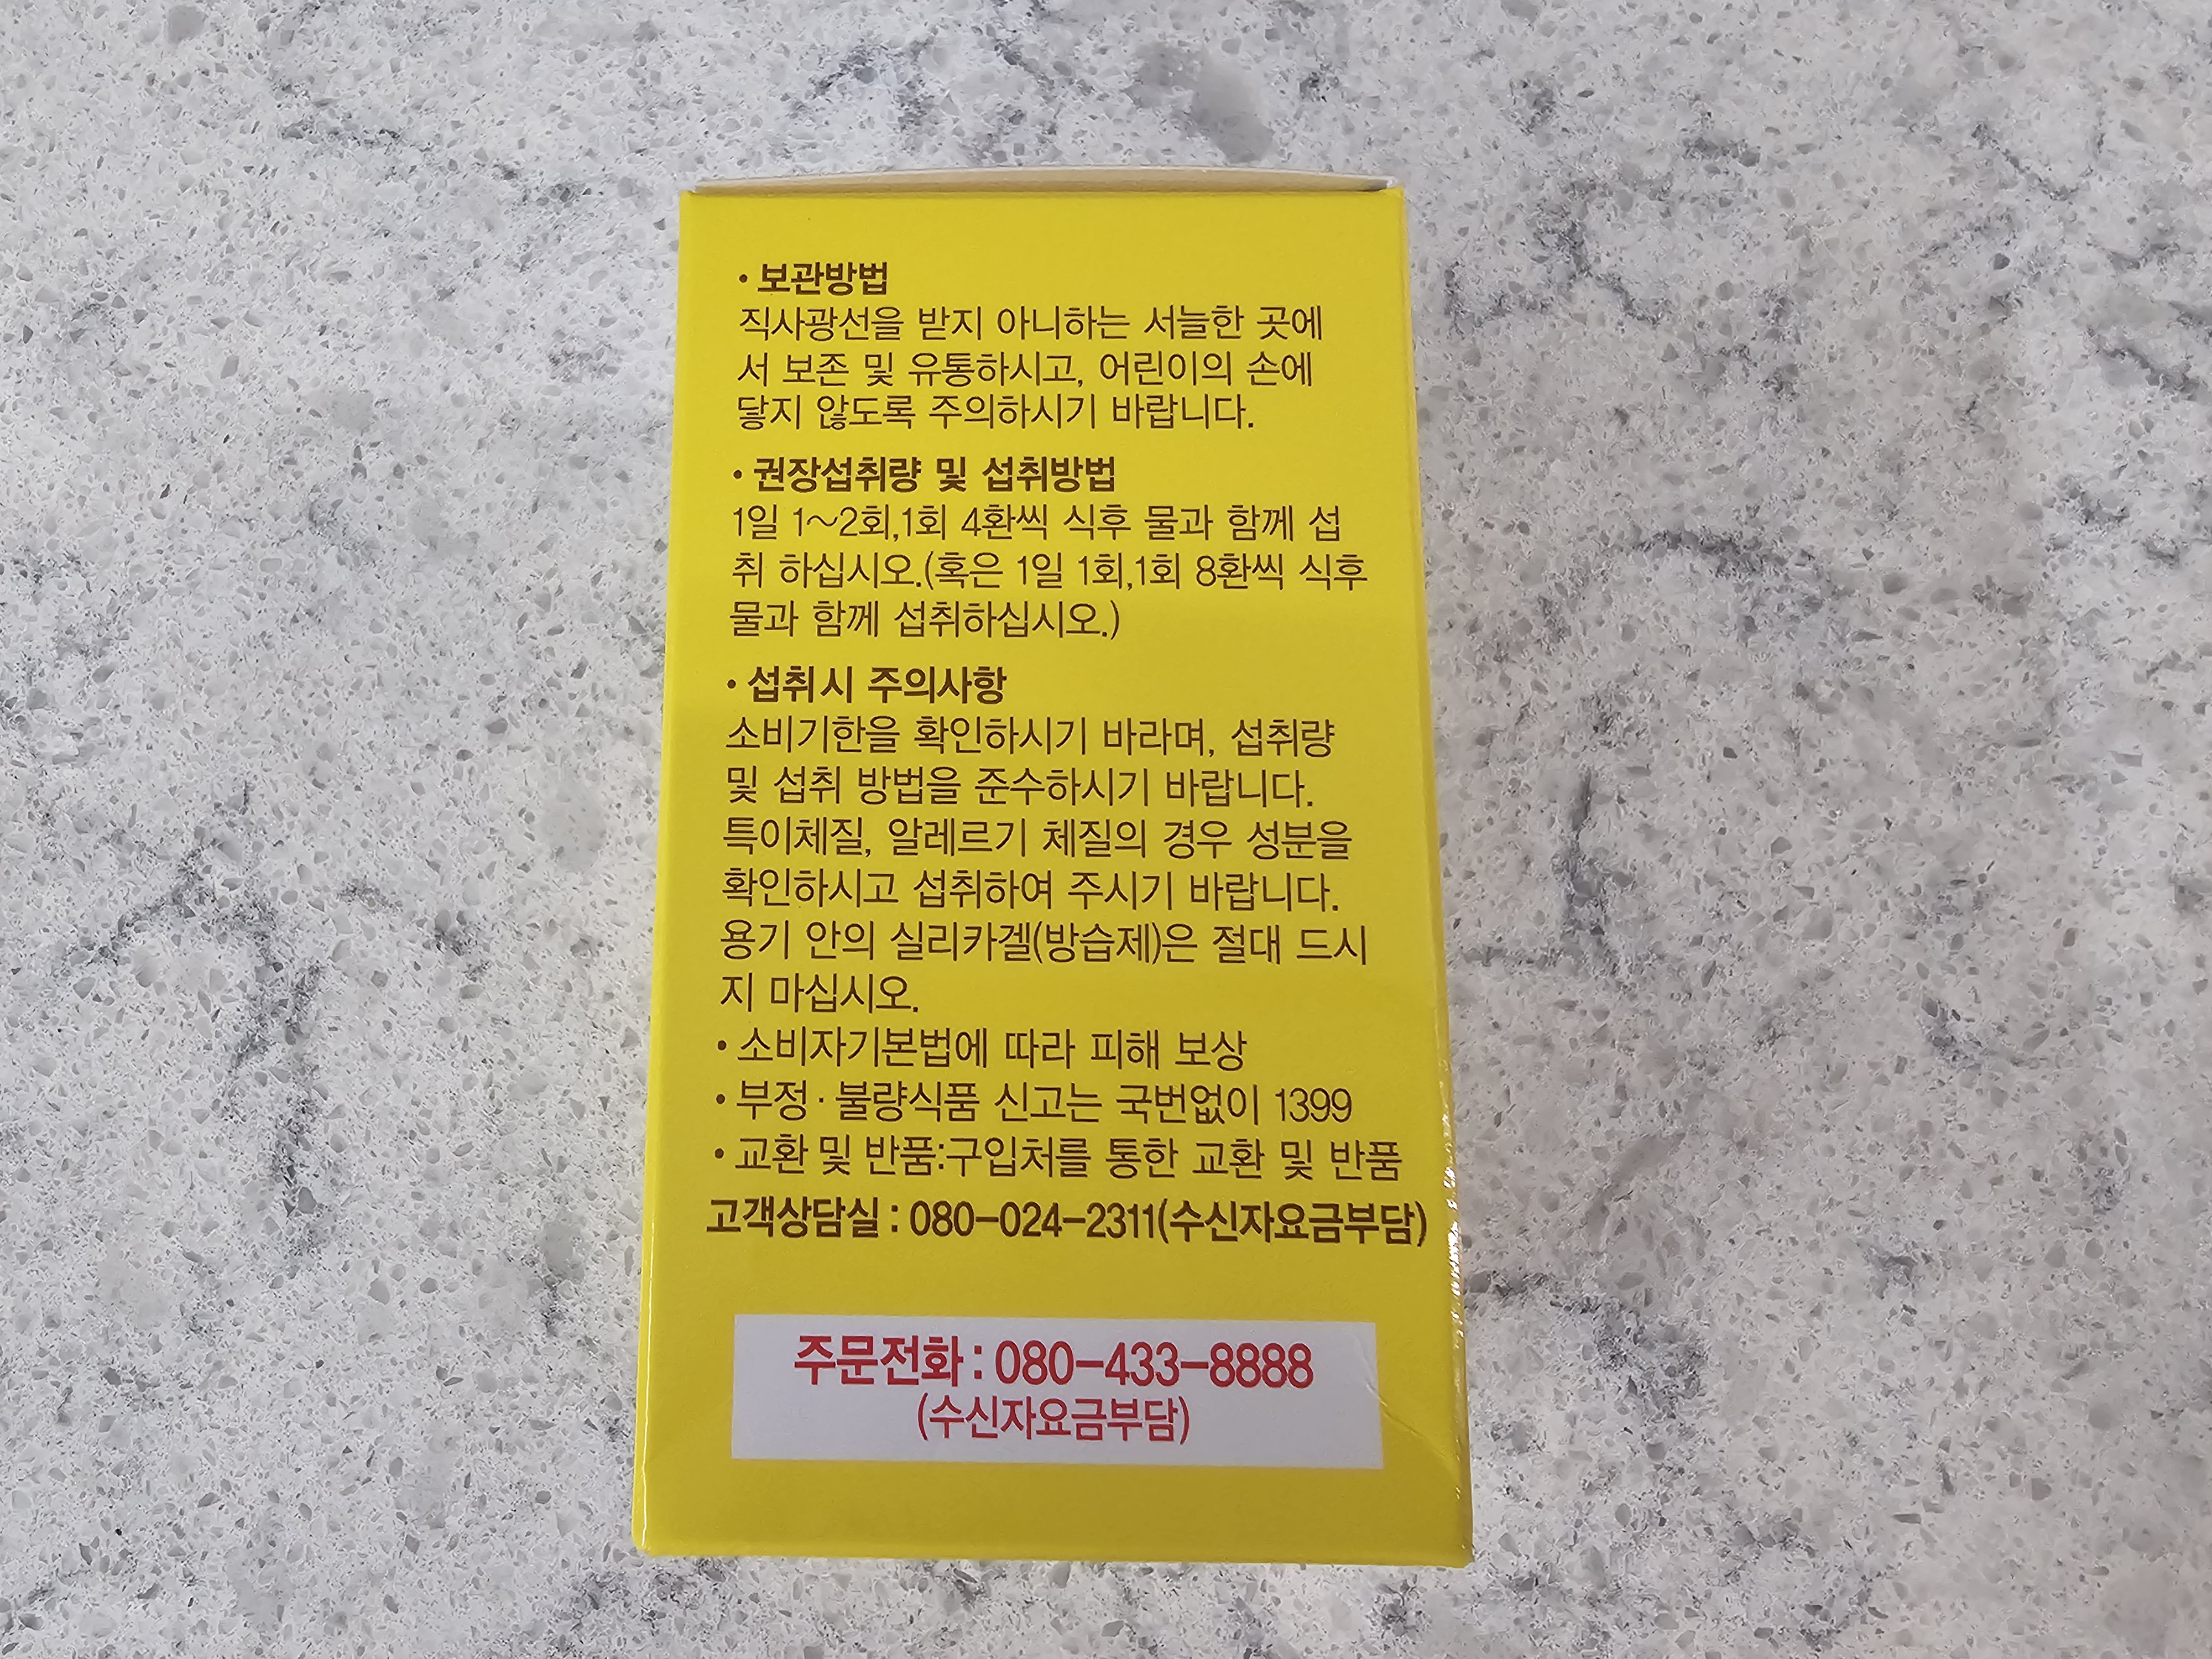 • 보관방법
직사광선을 받지 아니하는 서늘한 곳에
서 보존 및 유통하시고, 어린이의 손에
닿지 않도록 주의하시기 바랍니다.
• 권장섭취량 및 섭취방법
1일 1~2회,1회 4환씩 식후 물과 함께 섭
취 하십시오.(혹은 1일 1회,1회 8환씩 식후
물과 함께 섭취하십시오.)
• 섭취시 주의사항
소비기한을 확인하시기 바라며, 섭취량
및 섭취 방법을 준수하시기 바랍니다.
특이체질, 알레르기 체질의 경우 성분을
확인하시고 섭취하여 주시기 바랍니다.
용기 안의 실리카겔(방습제)은 절대 드시
지 마십시오.
• 소비자기본법에 따라 피해 보상
• 부정·불량식품 신고는 국번없이 1399
• 교환 및 반품:구입처를 통한 교환 및 반품
고객상담실 : 080-024-2311(수신자요금부담)
주문전화 : 080-433-8888
(수신자요금부담)